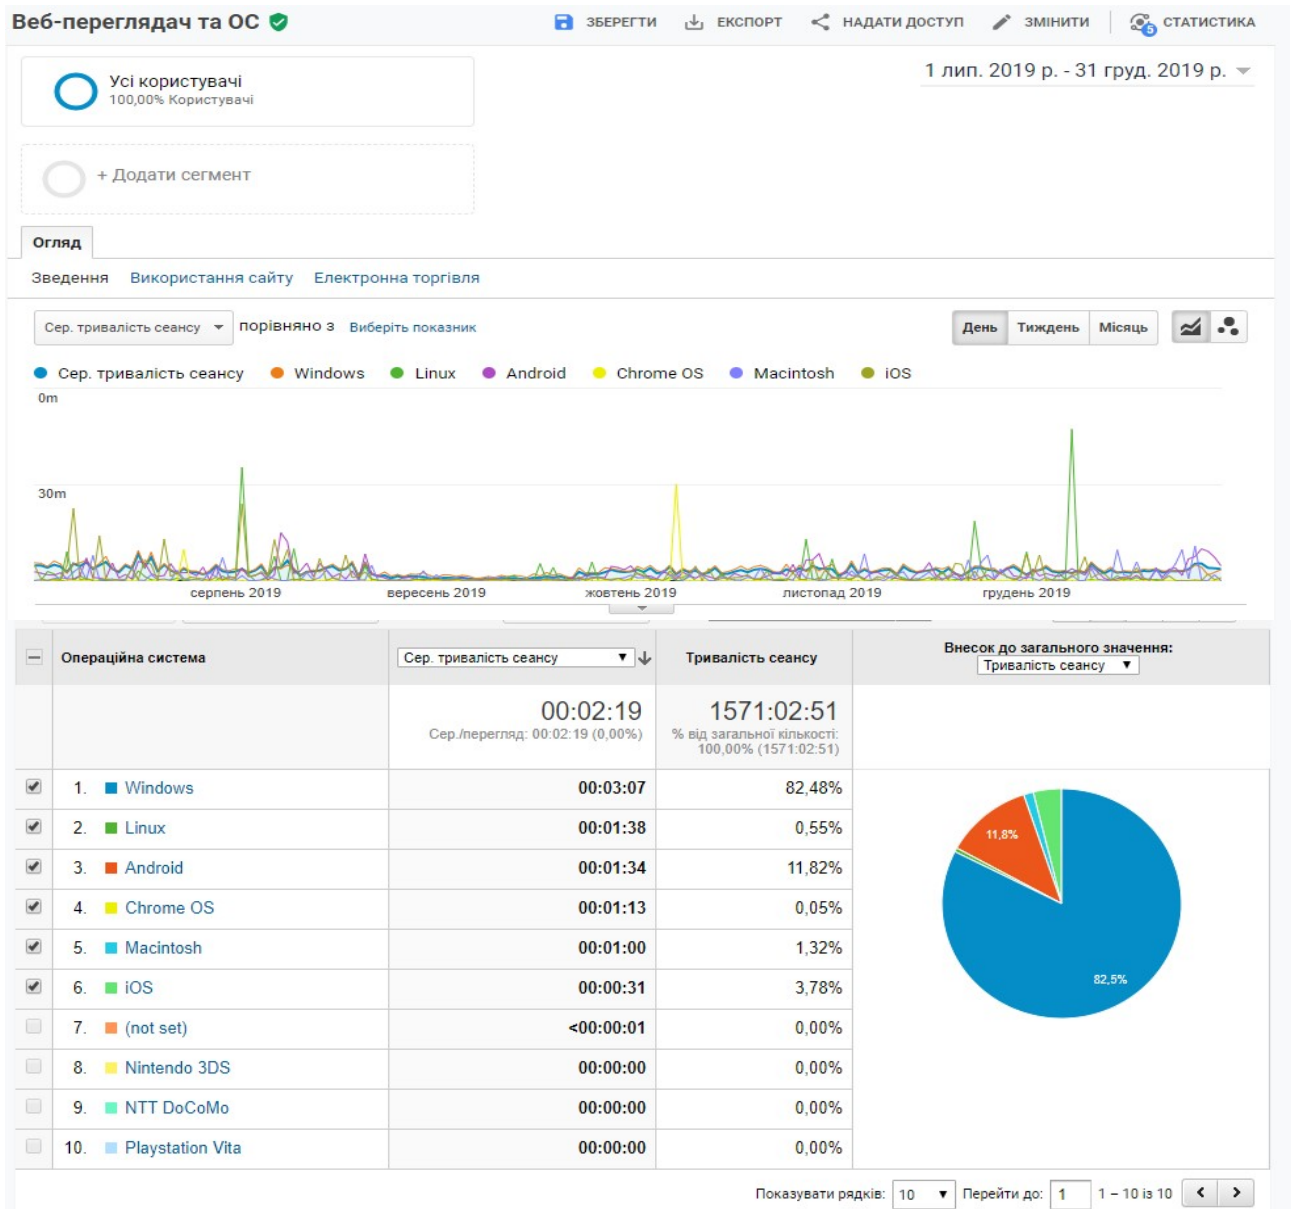 Веб-переглядач та ОС
ЗБЕРЕГТИ ЕКСПОРТ НАДАТИ ДОСТУП ЗМІНИТИ 5 СТАТИСТИКА
Усі користувачі
100,00% Користувачі
1 лип. 2019 р. - 31 груд. 2019 р.
+ Додати сегмент
Огляд
Зведення Використання сайту Електронна торгівля
Сер. тривалість сеансу порівняно з Виберіть показник День Тиждень Місяць
Сер. тривалість сеансу Windows Linux Android Chrome OS Macintosh iOS
0m
30m
серпень 2019 вересень 2019 жовтень 2019 листопад 2019 грудень 2019
Операційна система Сер. тривалість сеансу Тривалість сеансу Внесок до загального значення:
Тривалість сеансу
00:02:19 1571:02:51
Сер./перегляд: 00:02:19 (0,00%) % від загальної кількості:
100,00% (1571:02:51)
1. Windows 00:03:07 82,48%
2. Linux 00:01:38 0,55%
3. Android 00:01:34 11,82%
4. Chrome OS 00:01:13 0,05%
5. Macintosh 00:01:00 1,32%
6. iOS 00:00:31 3,78%
7. (not set) <00:00:01 0,00%
8. Nintendo 3DS 00:00:00 0,00%
9. NTT DoCoMo 00:00:00 0,00%
10. Playstation Vita 00:00:00 0,00%
11,8%
82,5%
Показувати рядків: 10 Перейти до: 1 1 – 10 із 10